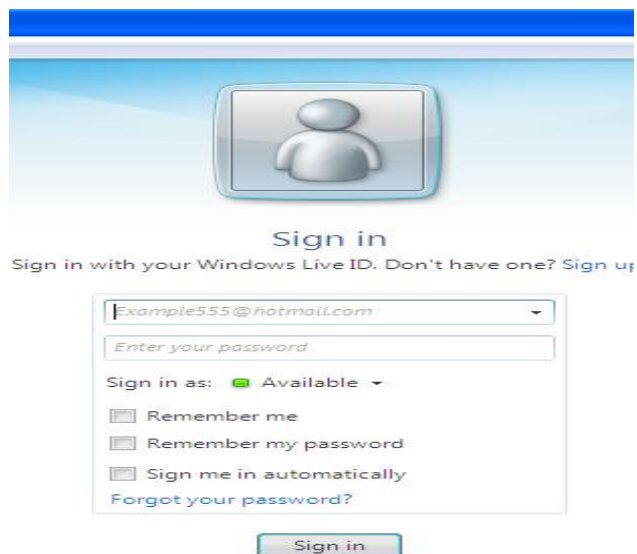 Sign in
Sign in with your Windows Live ID. Don't have one? Sign up
Example555@hotmail.com
Enter your password
Sign in as: Available
Remember me
Remember my password
Sign me in automatically
Forgot your password?
Sign in